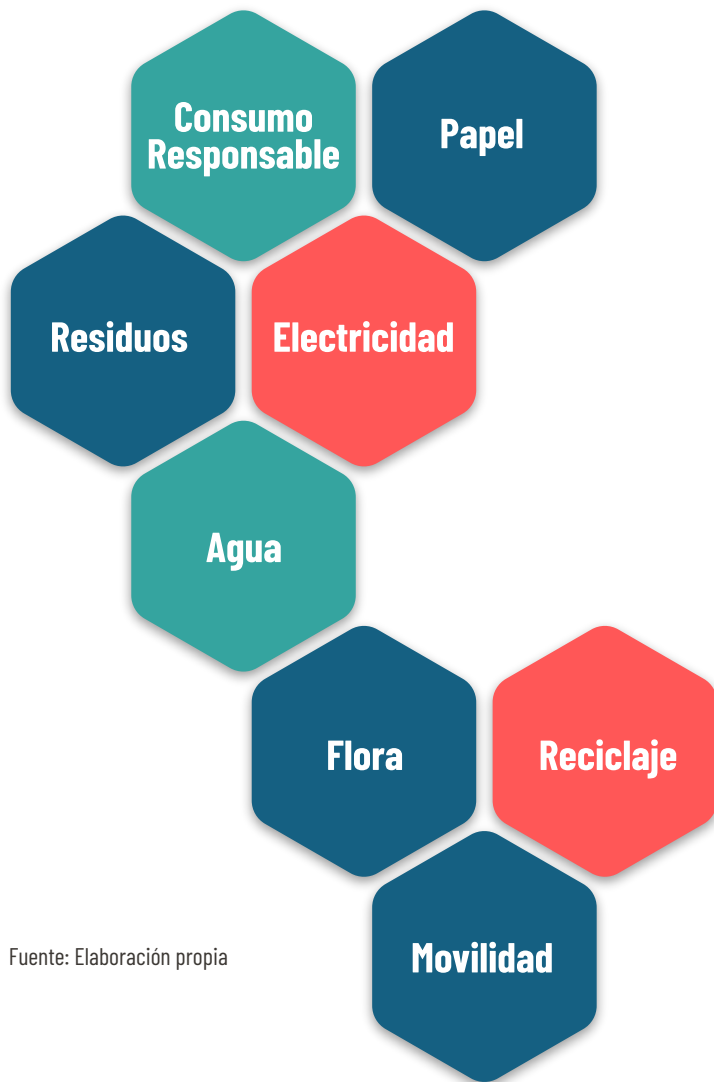 Consumo
Responsable
Papel
Residuos
Electricidad
Agua
Flora
Reciclaje
Movilidad
Fuente: Elaboración propia